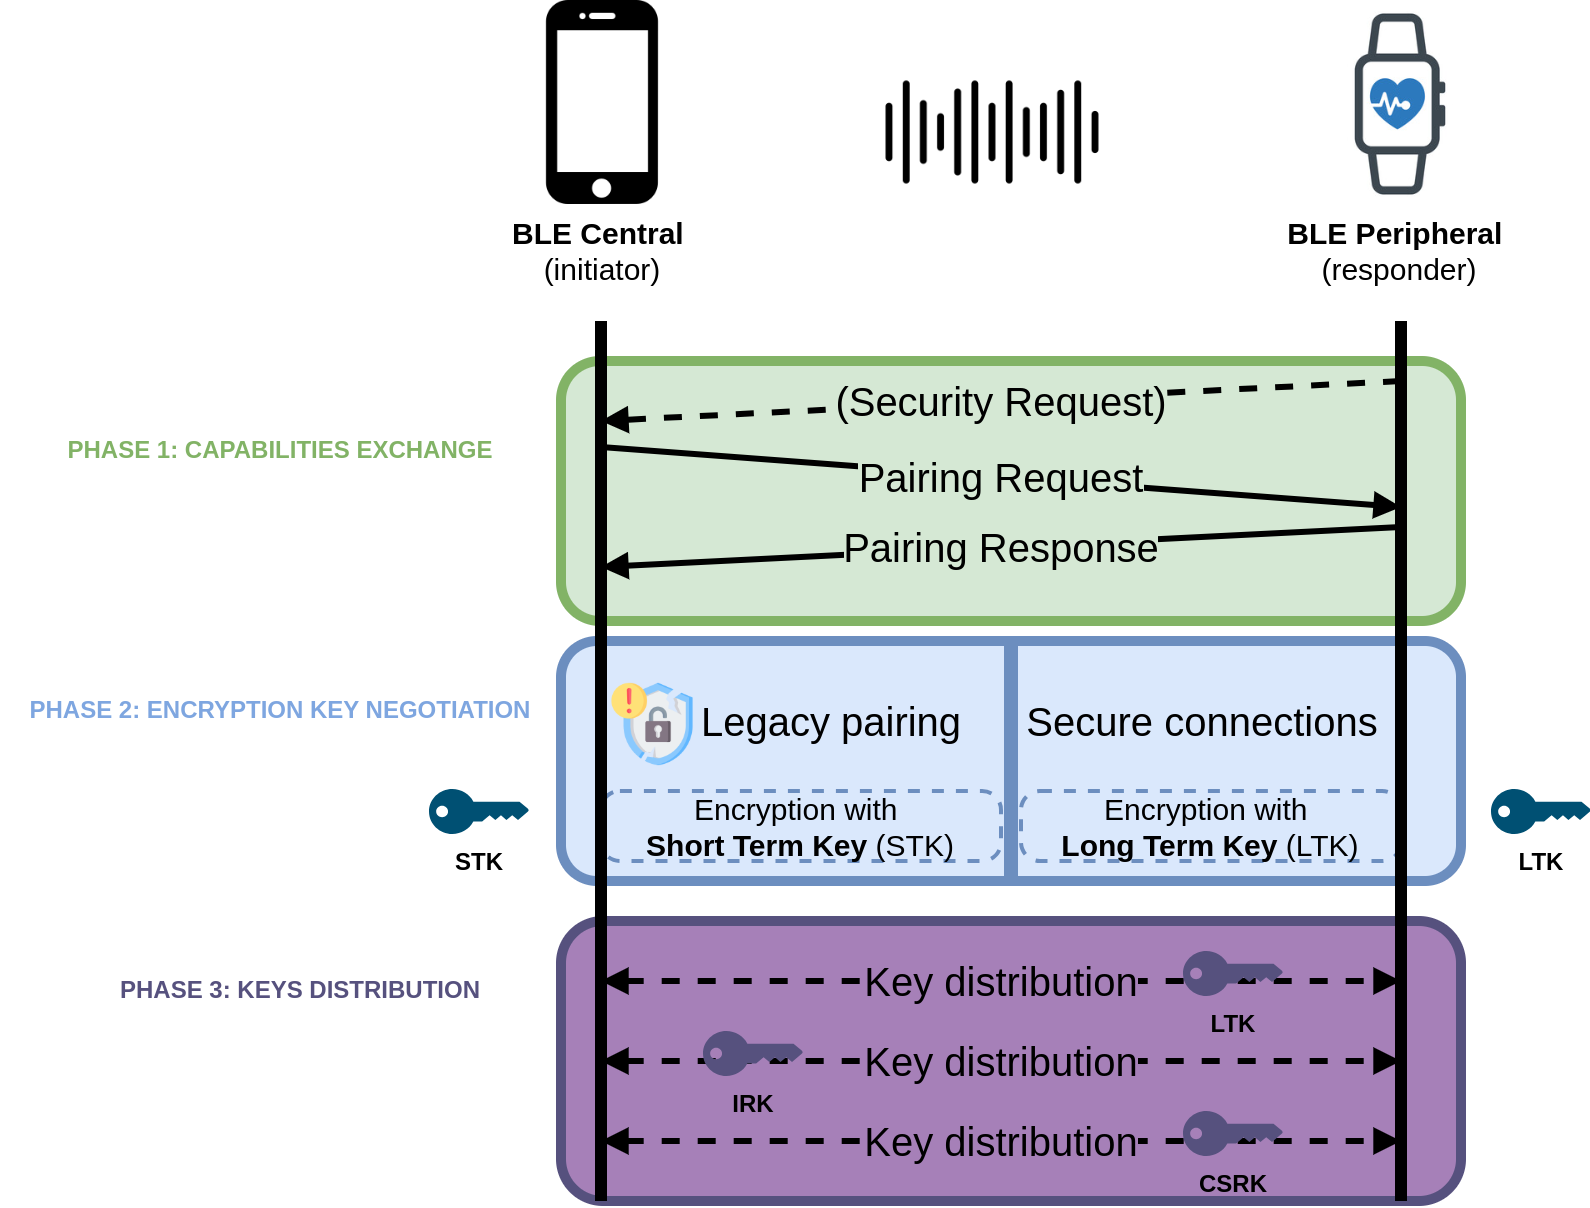 BLE Central
(initiator)
BLE Peripheral
(responder)
PHASE 1: CAPABILITIES EXCHANGE
(Security Request)
Pairing Request
Pairing Response
PHASE 2: ENCRYPTION KEY NEGOTIATION
Legacy pairing
Secure connections
Encryption with
Short Term Key (STK)
Encryption with
Long Term Key (LTK)
STK
LTK
PHASE 3: KEYS DISTRIBUTION
Key distribution
LTK
Key distribution
IRK
Key distribution
CSRK